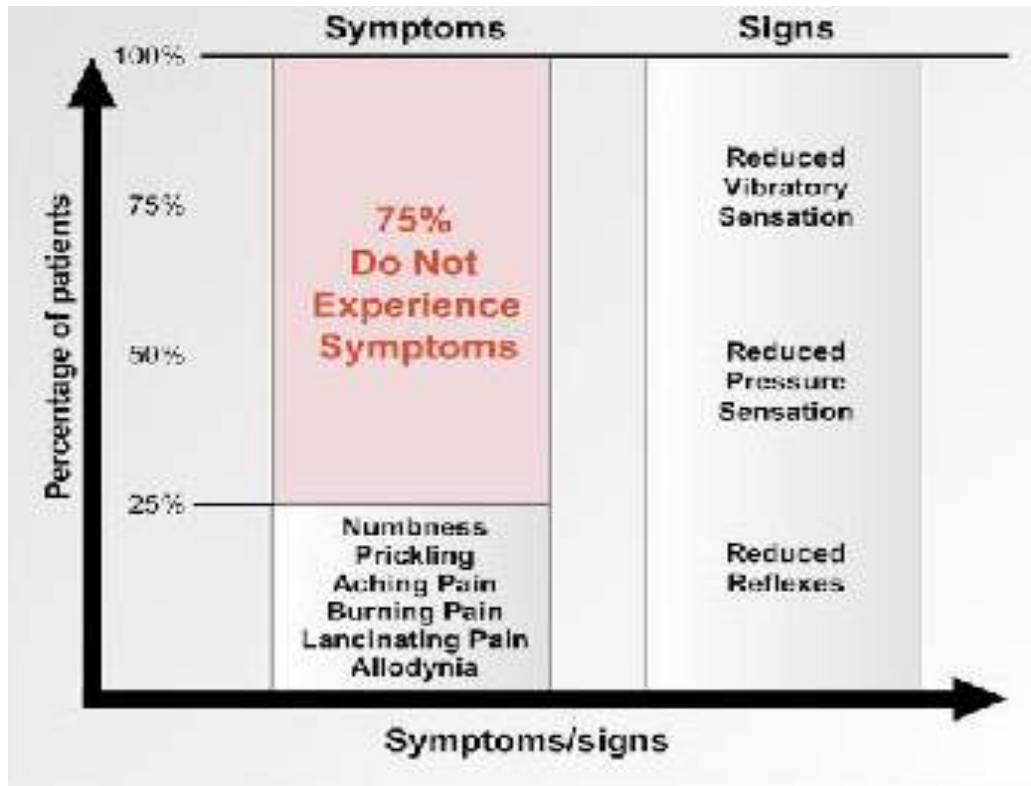 Symptoms
Signs
100%
75%
50%
25%
Percentage of patients
75%
Do Not
Experience
Symptoms
Numbness
Prickling
Aching Pain
Burning Pain
Lancinating Pain
Allodynia
Reduced
Vibratory
Sensation
Reduced
Pressure
Sensation
Reduced
Reflexes
Symptoms/signs